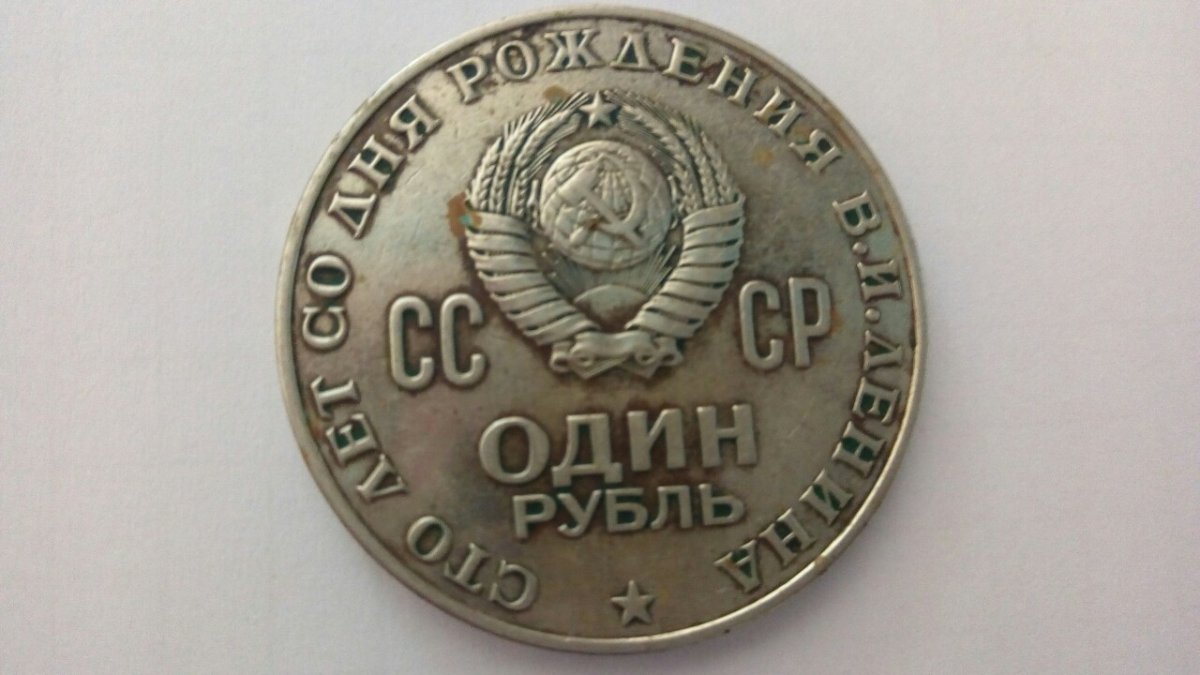 СТО ЛЕТ СО ДНЯ РОЖДЕНИЯ В.И.ЛЕНИНА
СС СР
ОДИН
РУБЛЬ